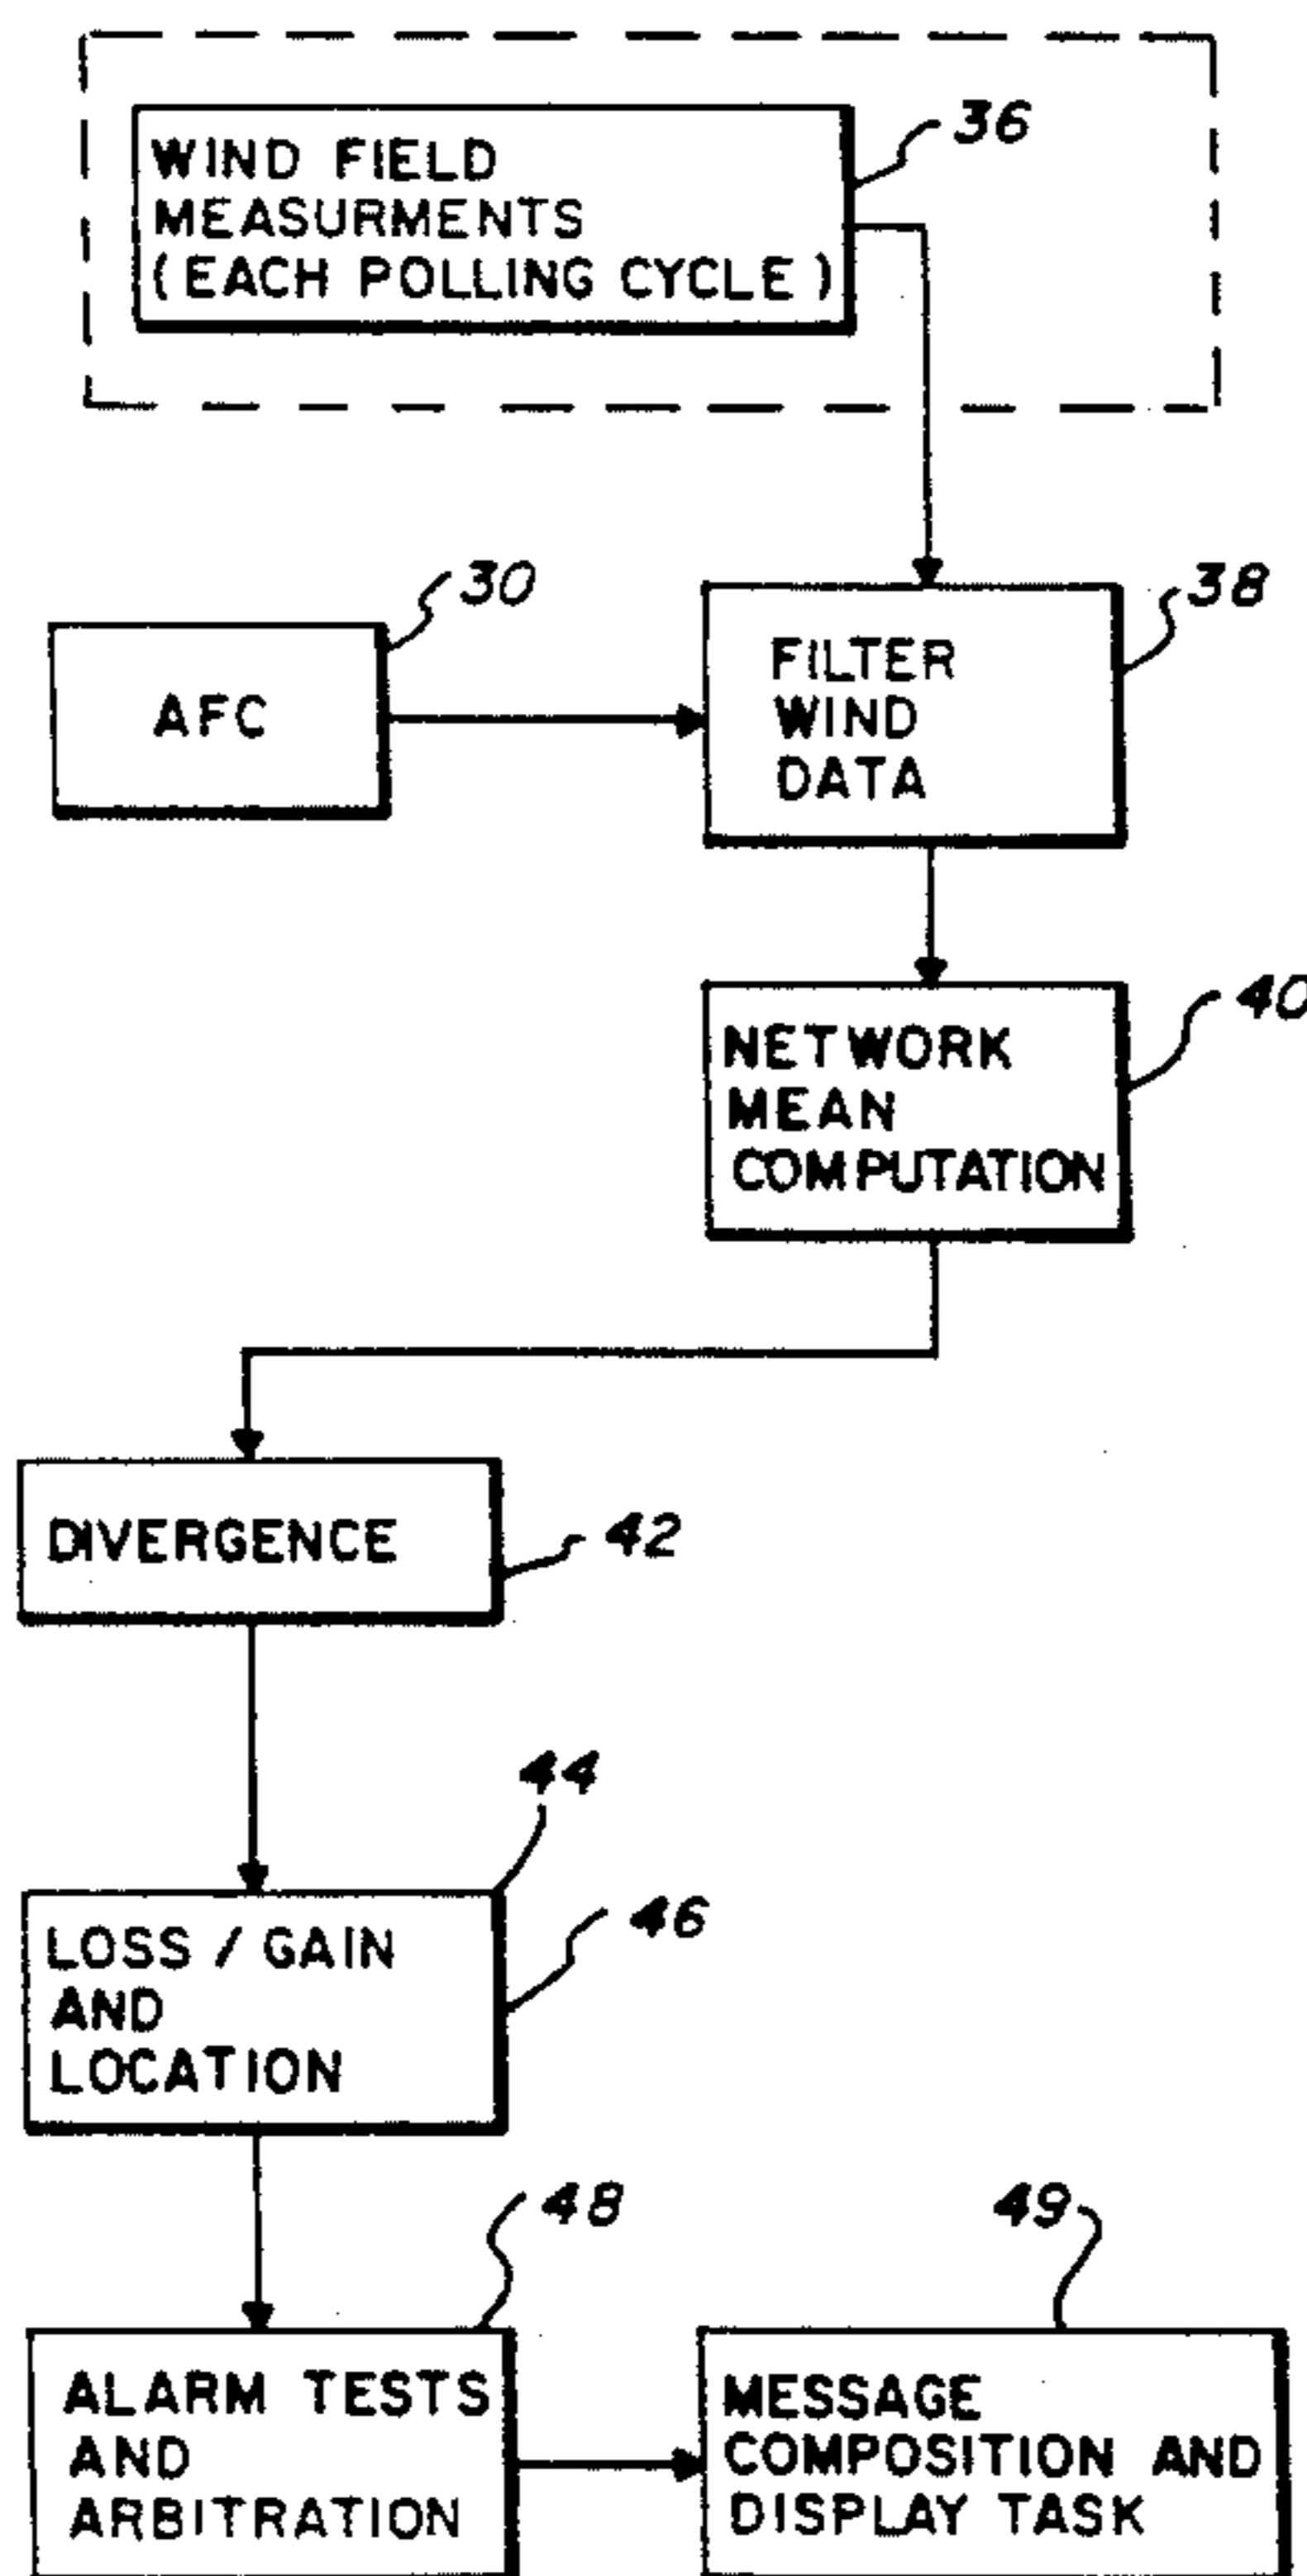 36
WIND FIELD
MEASURMENTS
(EACH POLLING CYCLE)
30
AFC
38
FILTER
WIND
DATA
40
NETWORK
MEAN
COMPUTATION
DIVERGENCE
42
44
46
LOSS / GAIN
AND
LOCATION
48
ALARM TESTS
AND
ARBITRATION
49
MESSAGE
COMPOSITION AND
DISPLAY TASK